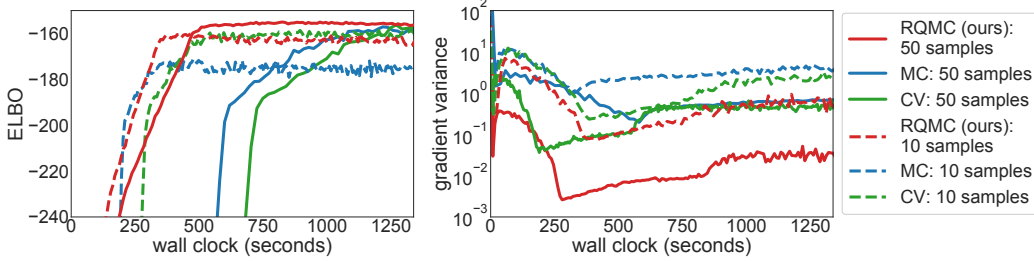 −160
−180
−200
−220
−240
ELBO
0
250
500
750
1000
1250
wall clock (seconds)
10²
10¹
10⁰
10⁻¹
10⁻²
10⁻³
gradient variance
0
250
500
750
1000
1250
wall clock (seconds)
RQMC (ours):
50 samples
MC: 50 samples
CV: 50 samples
RQMC (ours):
10 samples
MC: 10 samples
CV: 10 samples